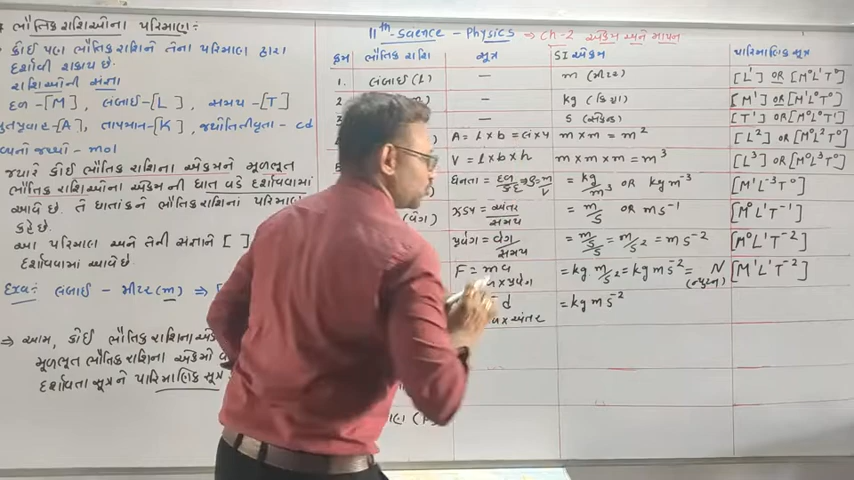 ભૌતિક રાશિઓના પરિમાણ:
કોઈ પણ ભૌતિક રાશિને તેના પરિમાણ દ્વારા
દર્શાવી શકાય છે.
રાશિઓની સંજ્ઞા
દળ -[M] , લંબાઈ -[L] , સમય -[T]
-[A] , તાપમાન -[K] , જ્યોતિતીવ્રતા - cd
જથ્થો - mol
જ્યારે કોઈ ભૌતિક રાશિના એકમને મૂળભૂત
ભૌતિક રાશિઓના એકમની ઘાત વડે દર્શાવવામાં
આવે છે. તે ઘાતાંકને ભૌતિક રાશિના પરિમાણ
કહે છે.
આ પરિમાણ અને તેની સંજ્ઞાને [ ]
દર્શાવવામાં આવે છે.
લંબાઈ - મીટર (m) ⇒ [
⇒ આમ, કોઈ ભૌતિક રાશિના
મૂળભૂત ભૌતિક રાશિના એકમો
દર્શાવતા સૂત્રને પારિમાણિક સૂત્ર
11th - Science - Physics ⇒ Ch-2 એકમ અને માપન
ક્રમ ભૌતિક રાશિ સૂત્ર SI એકમ પારિમાણિક સૂત્ર
1. લંબાઈ (l) — m (મીટર) [L¹] OR [M⁰L¹T⁰]
2 — kg (કિગ્રા) [M¹] OR [M¹L⁰T⁰]
3 — s (સેકન્ડ) [T¹] OR [M⁰L⁰T¹]
A = l x b = લં x પ m x m = m² [L²] OR [M⁰L²T⁰]
V = l x b x h m x m x m = m³ [L³] OR [M⁰L³T⁰]
ઘનતા = દળ/કદ ⇒ ρ = m/V = kg/m³ OR kg m⁻³ [M¹L⁻³T⁰]
(વેગ) ઝડપ = અંતર/સમય = m/s OR ms⁻¹ [M⁰L¹T⁻¹]
પ્રવેગ = વેગ/સમય = m/s/s = m/s² = ms⁻² [M⁰L¹T⁻²]
F = ma = kg. m/s² = kg m s⁻² = N (ન્યુટન) [M¹L¹T⁻²]
x પ્રવેગ
d = kg m s⁻²
x અંતર